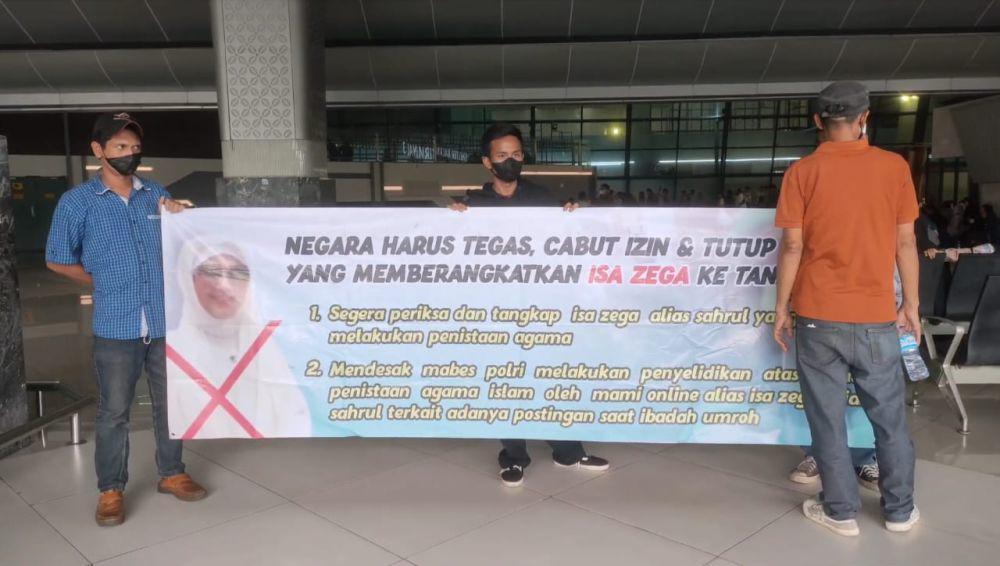 NEGARA HARUS TEGAS, CABUT IZIN & TUTUP
YANG MEMBERANGKATKAN ISA ZEGA KE TAN
1. Segera periksa dan tangkap isa zega alias sahrul ya
melakukan penistaan agama
2. Mendesak mabes polri melakukan penyelidikan atas
penistaan agama islam oleh mami online alias isa zeg
sahrul terkait adanya postingan saat ibadah umroh